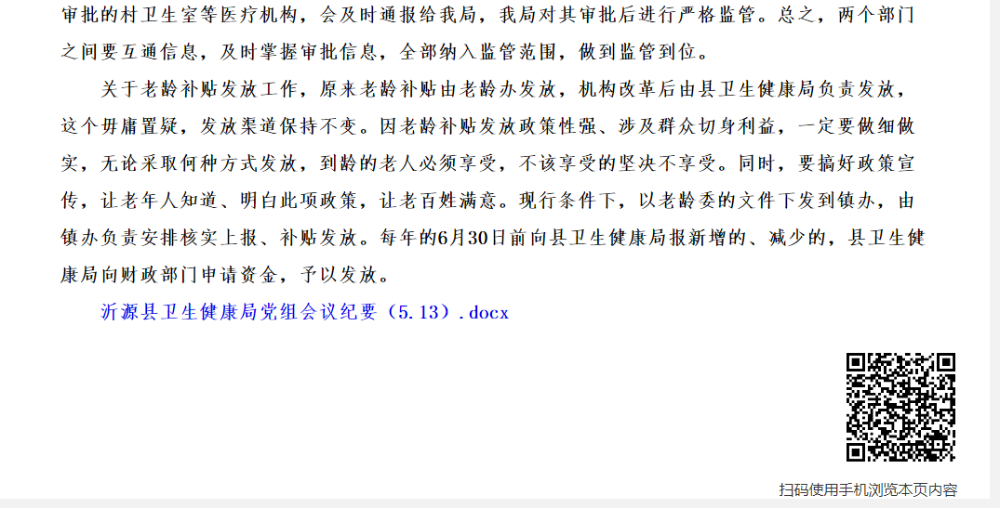 审批的村卫生室等医疗机构，会及时通报给我局，我局对其审批后进行严格监管。总之，两个部门
之间要互通信息，及时掌握审批信息，全部纳入监管范围，做到监管到位。
关于老龄补贴发放工作，原来老龄补贴由老龄办发放，机构改革后由县卫生健康局负责发放，
这个毋庸置疑，发放渠道保持不变。因老龄补贴发放政策性强、涉及群众切身利益，一定要做细做
实，无论采取何种方式发放，到龄的老人必须享受，不该享受的坚决不享受。同时，要搞好政策宣
传，让老年人知道、明白此项政策，让老百姓满意。现行条件下，以老龄委的文件下发到镇办，由
镇办负责安排核实上报、补贴发放。每年的6月30日前向县卫生健康局报新增的、减少的，县卫生健
康局向财政部门申请资金，予以发放。
沂源县卫生健康局党组会议纪要（5.13）.docx
扫码使用手机浏览本页内容